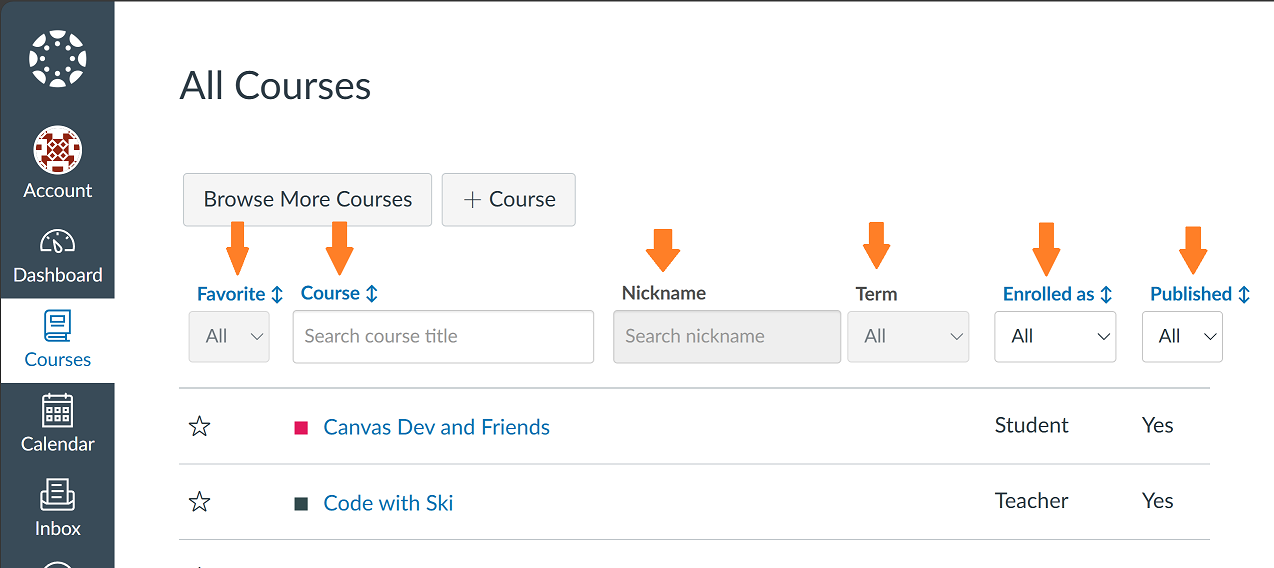 All Courses
Account
Browse More Courses
+ Course
Dashboard
Favorite
Course
Nickname
Term
Enrolled as
Published
All
Search course title
Search nickname
All
All
All
Courses
Canvas Dev and Friends
Student
Yes
Calendar
Code with Ski
Teacher
Yes
Inbox